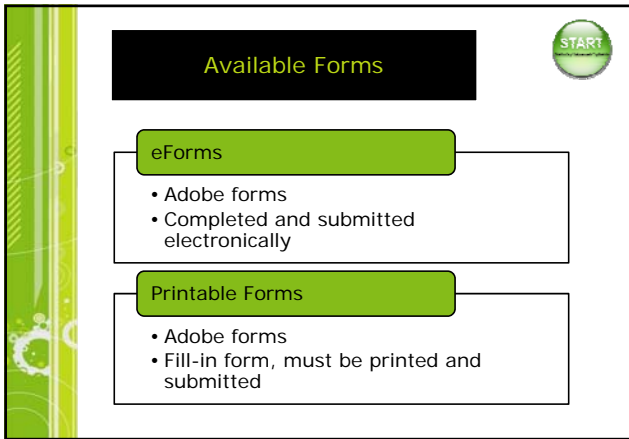 Available Forms
START
eForms
• Adobe forms
• Completed and submitted
electronically
Printable Forms
• Adobe forms
• Fill-in form, must be printed and
submitted